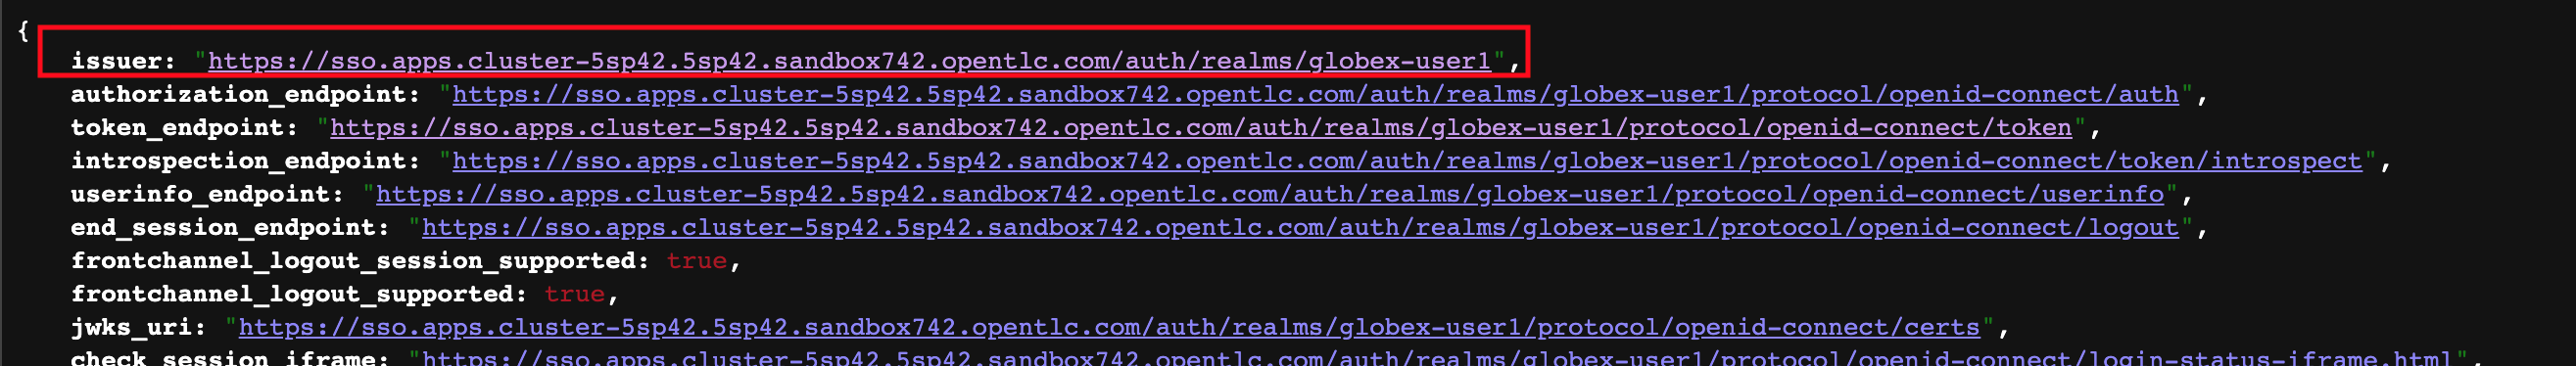 {
issuer: "https://sso.apps.cluster-5sp42.5sp42.sandbox742.opentlc.com/auth/realms/globex-user1",
authorization_endpoint: "https://sso.apps.cluster-5sp42.5sp42.sandbox742.opentlc.com/auth/realms/globex-user1/protocol/openid-connect/auth",
token_endpoint: "https://sso.apps.cluster-5sp42.5sp42.sandbox742.opentlc.com/auth/realms/globex-user1/protocol/openid-connect/token",
introspection_endpoint: "https://sso.apps.cluster-5sp42.5sp42.sandbox742.opentlc.com/auth/realms/globex-user1/protocol/openid-connect/token/introspect",
userinfo_endpoint: "https://sso.apps.cluster-5sp42.5sp42.sandbox742.opentlc.com/auth/realms/globex-user1/protocol/openid-connect/userinfo",
end_session_endpoint: "https://sso.apps.cluster-5sp42.5sp42.sandbox742.opentlc.com/auth/realms/globex-user1/protocol/openid-connect/logout",
frontchannel_logout_session_supported: true,
frontchannel_logout_supported: true,
jwks_uri: "https://sso.apps.cluster-5sp42.5sp42.sandbox742.opentlc.com/auth/realms/globex-user1/protocol/openid-connect/certs",
check_session_iframe: "https://sso.apps.cluster-5sp42.5sp42.sandbox742.opentlc.com/auth/realms/globex-user1/protocol/openid-connect/login-status-iframe.html",